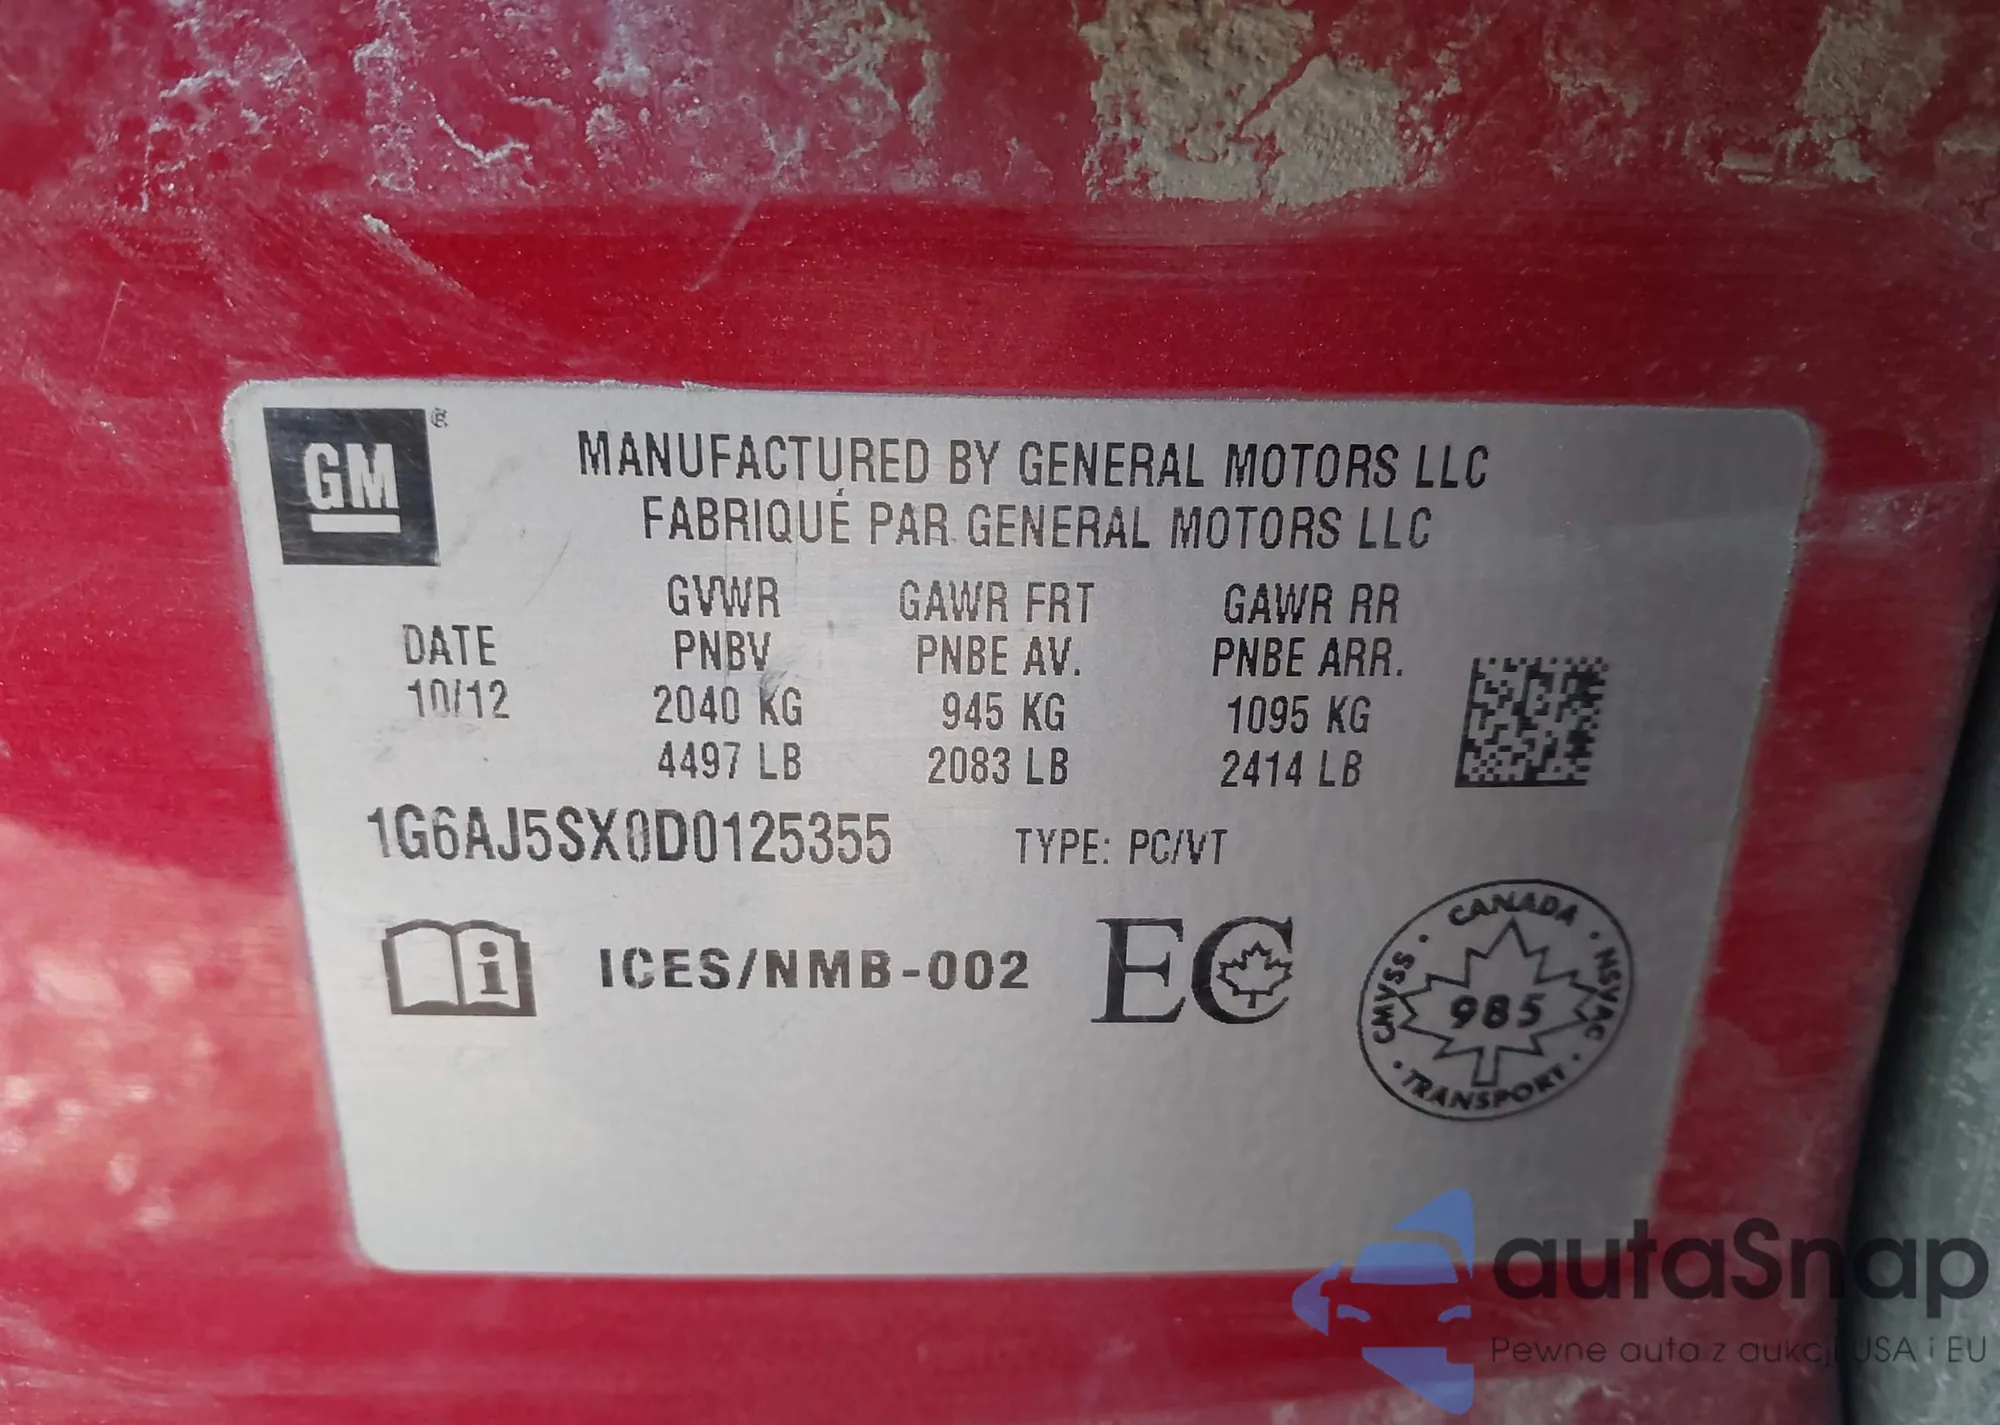 GM®
MANUFACTURED BY GENERAL MOTORS LLC
FABRIQUÉ PAR GENERAL MOTORS LLC
DATE
10/12
GVWR
PNBV
2040 KG
4497 LB
GAWR FRT
PNBE AV.
945 KG
2083 LB
GAWR RR
PNBE ARR.
1095 KG
2414 LB
1G6AJ5SX0D0125355
TYPE: PC/VT
i
ICES/NMB-002
EC
CANADA · NSVAC · TRANSPORT · CMVSS ·
985
autaSnap
Pewne auta z aukcji USA i EU